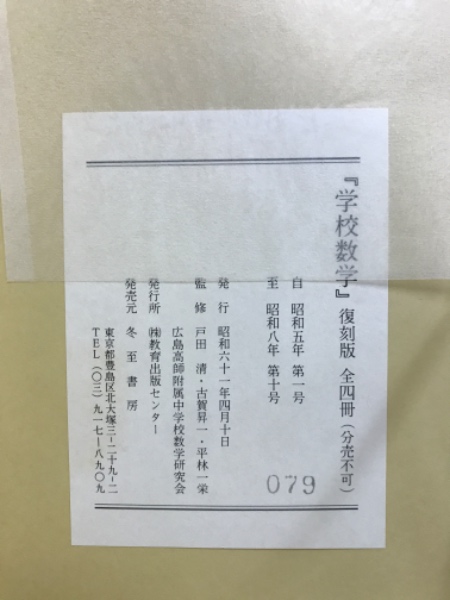 『学校数学』復刻版 全四冊(分売不可)
自 昭和五年 第一号
至 昭和八年 第十号
079
発行 昭和六十一年四月十日
監修 戸田 清・古賀昇一・平林一栄
広島高師附属中学校数学研究会
発行所 ㈱教育出版センター
発売元 冬至書房
東京都豊島区北大塚三−二十九−二
TEL(〇三)九一七−八九〇九